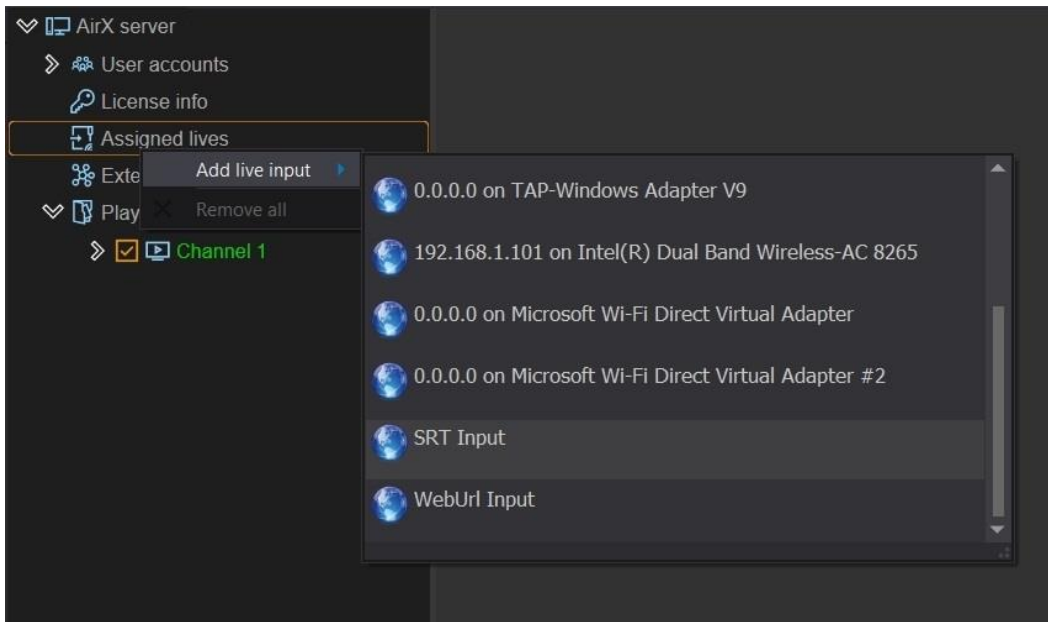 AirX server
User accounts
License info
Assigned lives
Add live input
Exte
Remove all
Play
Channel 1
0.0.0.0 on TAP-Windows Adapter V9
192.168.1.101 on Intel(R) Dual Band Wireless-AC 8265
0.0.0.0 on Microsoft Wi-Fi Direct Virtual Adapter
0.0.0.0 on Microsoft Wi-Fi Direct Virtual Adapter #2
SRT Input
WebUrl Input